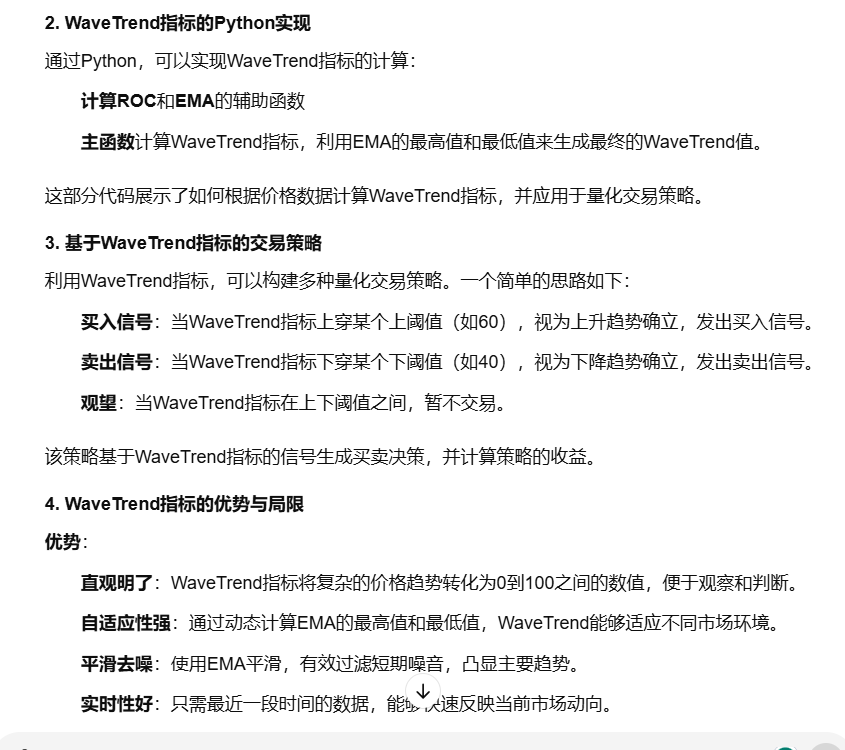 2. WaveTrend指标的Python实现
通过Python，可以实现WaveTrend指标的计算：
计算ROC和EMA的辅助函数
主函数计算WaveTrend指标，利用EMA的最高值和最低值来生成最终的WaveTrend值。
这部分代码展示了如何根据价格数据计算WaveTrend指标，并应用于量化交易策略。
3. 基于WaveTrend指标的交易策略
利用WaveTrend指标，可以构建多种量化交易策略。一个简单的思路如下：
买入信号：当WaveTrend指标上穿某个上阈值（如60），视为上升趋势确立，发出买入信号。
卖出信号：当WaveTrend指标下穿某个下阈值（如40），视为下降趋势确立，发出卖出信号。
观望：当WaveTrend指标在上下阈值之间，暂不交易。
该策略基于WaveTrend指标的信号生成买卖决策，并计算策略的收益。
4. WaveTrend指标的优势与局限
优势：
直观明了：WaveTrend指标将复杂的价格趋势转化为0到100之间的数值，便于观察和判断。
自适应性强：通过动态计算EMA的最高值和最低值，WaveTrend能够适应不同市场环境。
平滑去噪：使用EMA平滑，有效过滤短期噪音，凸显主要趋势。
实时性好：只需最近一段时间的数据，能够快速反映当前市场动向。